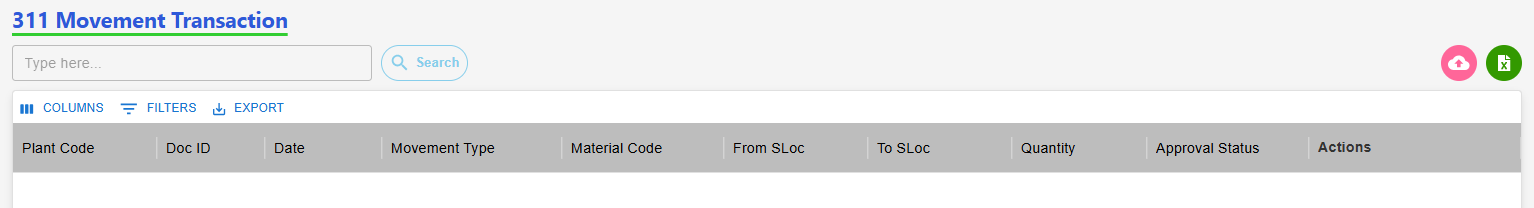 311 Movement Transaction
Type here... Search
COLUMNS FILTERS EXPORT
Plant Code Doc ID Date Movement Type Material Code From SLoc To SLoc Quantity Approval Status Actions